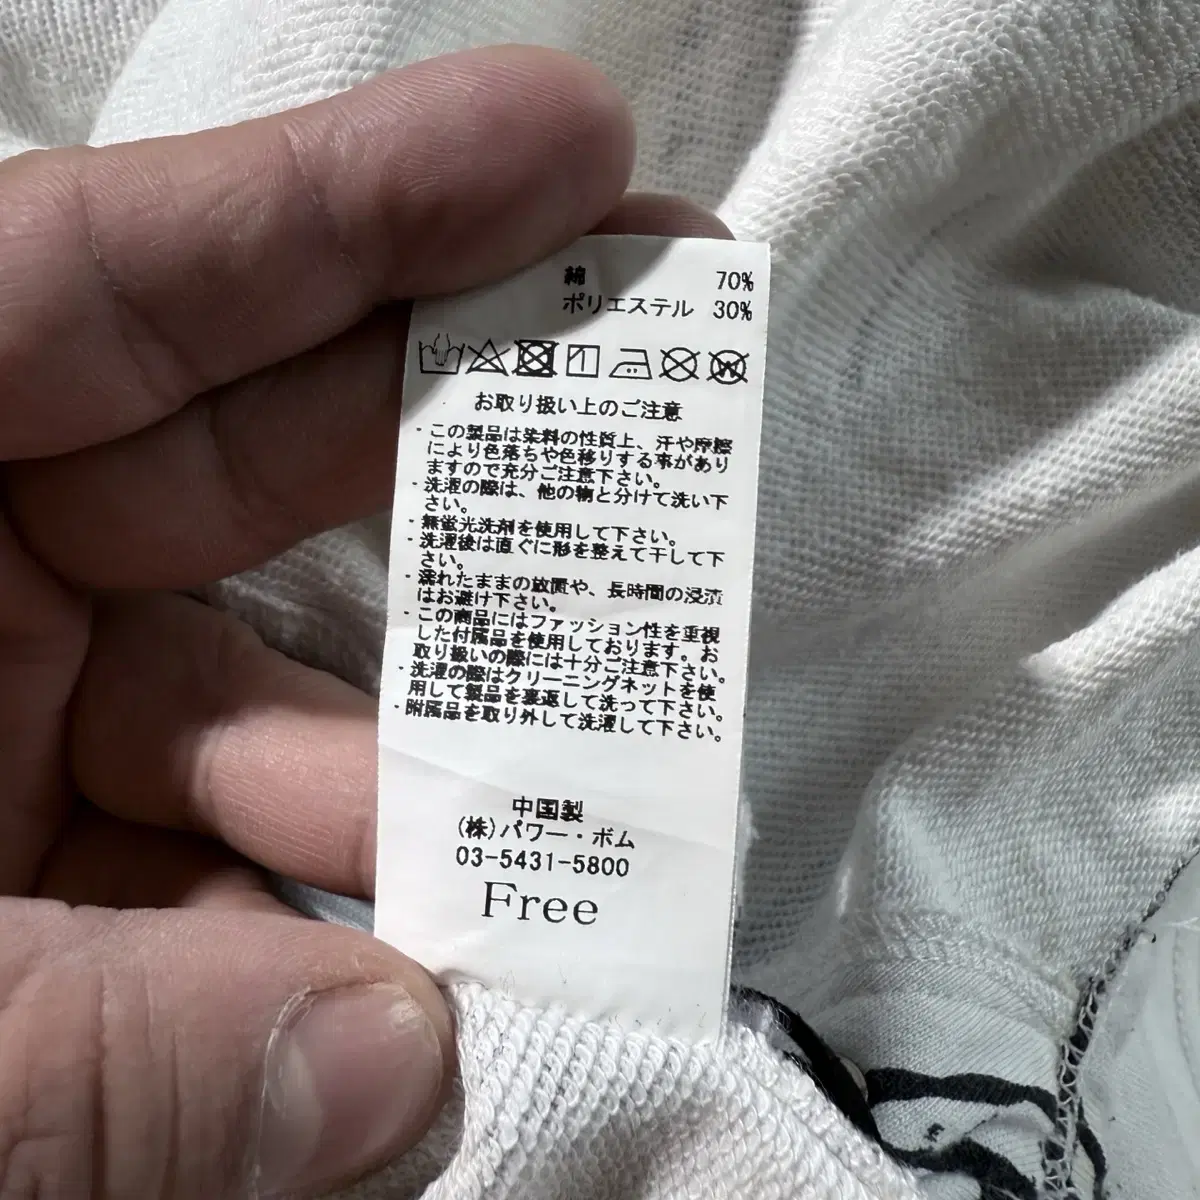 綿 70%
ポリエステル 30%
お取り扱い上のご注意
・この製品は染料の性質上、汗や摩擦
により色落ちや色移りする事があり
ますので充分ご注意下さい。
・洗濯の際は、他の物と分けて洗い下
さい。
・無蛍光洗剤を使用して下さい。
・洗濯後は直ぐに形を整えて干して下
さい。
・濡れたままの放置や、長時間の浸漬
はお避け下さい。
・この商品にはファッション性を重視
した付属品を使用しております。お
取り扱いの際には十分ご注意下さい。
・洗濯の際はクリーニングネットを使
用して製品を裏返して洗って下さい。
・附属品を取り外して洗濯して下さい。
中国製
(株)パワー・ボム
03-5431-5800
Free